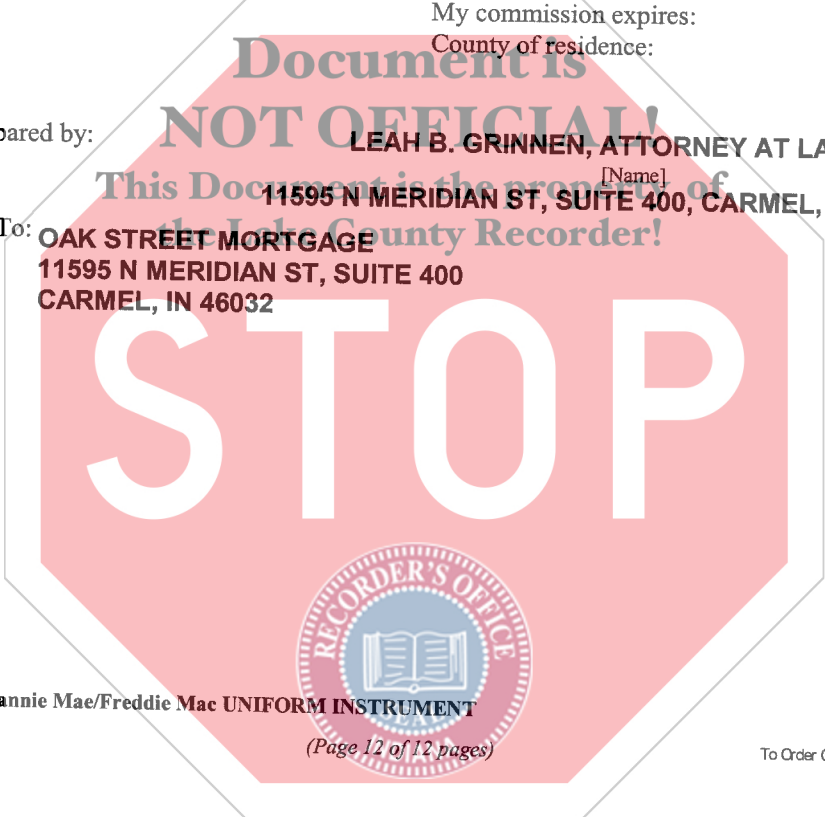 My commission expires:
County of residence:
Document is
NOT OFFICIAL!
pared by:
LEAH B. GRINNEN, ATTORNEY AT LA
[Name]
This Document is the property of
11595 N MERIDIAN ST, SUITE 400, CARMEL,
To:
the Lake County Recorder!
OAK STREET MORTGAGE
11595 N MERIDIAN ST, SUITE 400
CARMEL, IN 46032
STOP
RECORDER'S OFFICE
SEAL
INDIANA
annie Mae/Freddie Mac UNIFORM INSTRUMENT
(Page 12 of 12 pages)
To Order